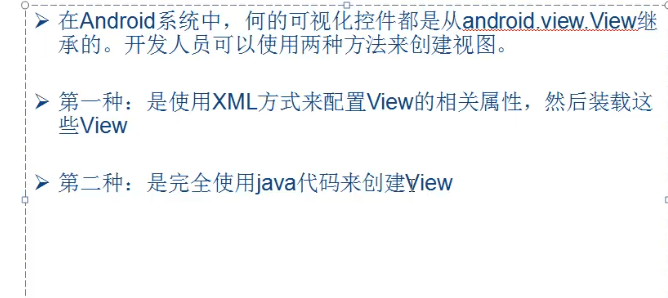 ➢ 在Android系统中，何的可视化控件都是从android.view.View继
承的。开发人员可以使用两种方法来创建视图。
➢ 第一种：是使用XML方式来配置View的相关属性，然后装载这
些View
➢ 第二种：是完全使用java代码来创建View